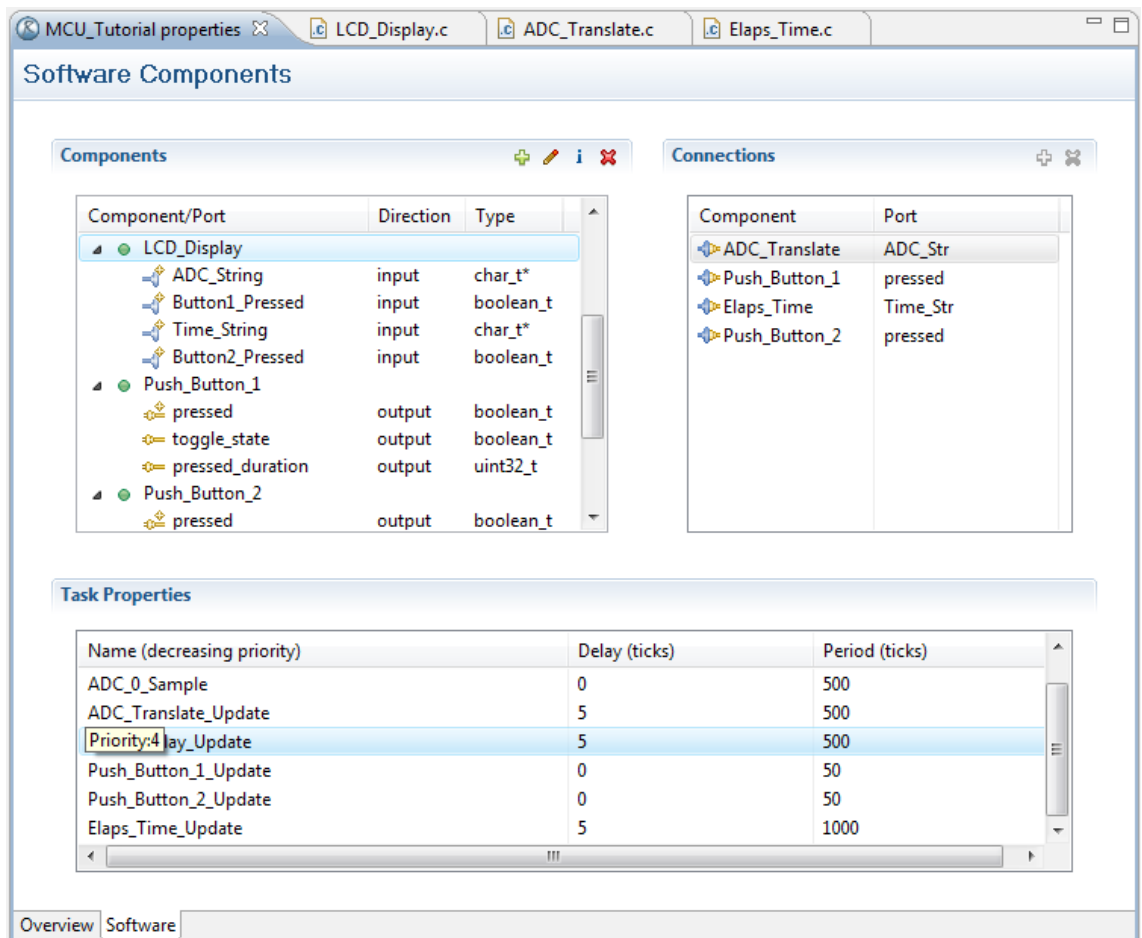 MCU_Tutorial properties LCD_Display.c ADC_Translate.c Elaps_Time.c
Software Components
Components
Component/Port Direction Type
LCD_Display
ADC_String input char_t*
Button1_Pressed input boolean_t
Time_String input char_t*
Button2_Pressed input boolean_t
Push_Button_1
pressed output boolean_t
toggle_state output boolean_t
pressed_duration output uint32_t
Push_Button_2
pressed output boolean_t
Connections
Component Port
ADC_Translate ADC_Str
Push_Button_1 pressed
Elaps_Time Time_Str
Push_Button_2 pressed
Task Properties
Name (decreasing priority) Delay (ticks) Period (ticks)
ADC_0_Sample 0 500
ADC_Translate_Update 5 500
Priority:4 lay_Update 5 500
Push_Button_1_Update 0 50
Push_Button_2_Update 0 50
Elaps_Time_Update 5 1000
Overview Software